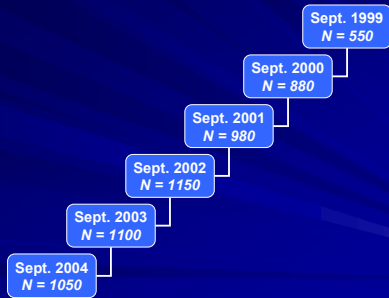 Sept. 1999
N = 550
Sept. 2000
N = 880
Sept. 2001
N = 980
Sept. 2002
N = 1150
Sept. 2003
N = 1100
Sept. 2004
N = 1050